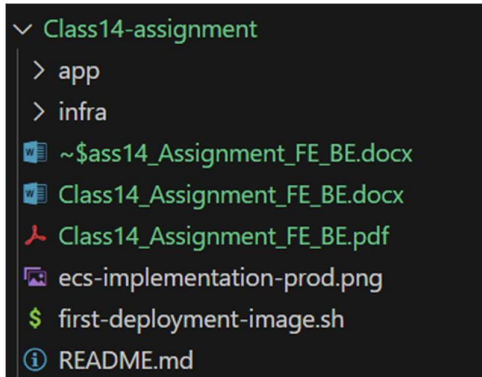 Class14-assignment
app
infra
~$ass14_Assignment_FE_BE.docx
Class14_Assignment_FE_BE.docx
Class14_Assignment_FE_BE.pdf
ecs-implementation-prod.png
$ first-deployment-image.sh
README.md